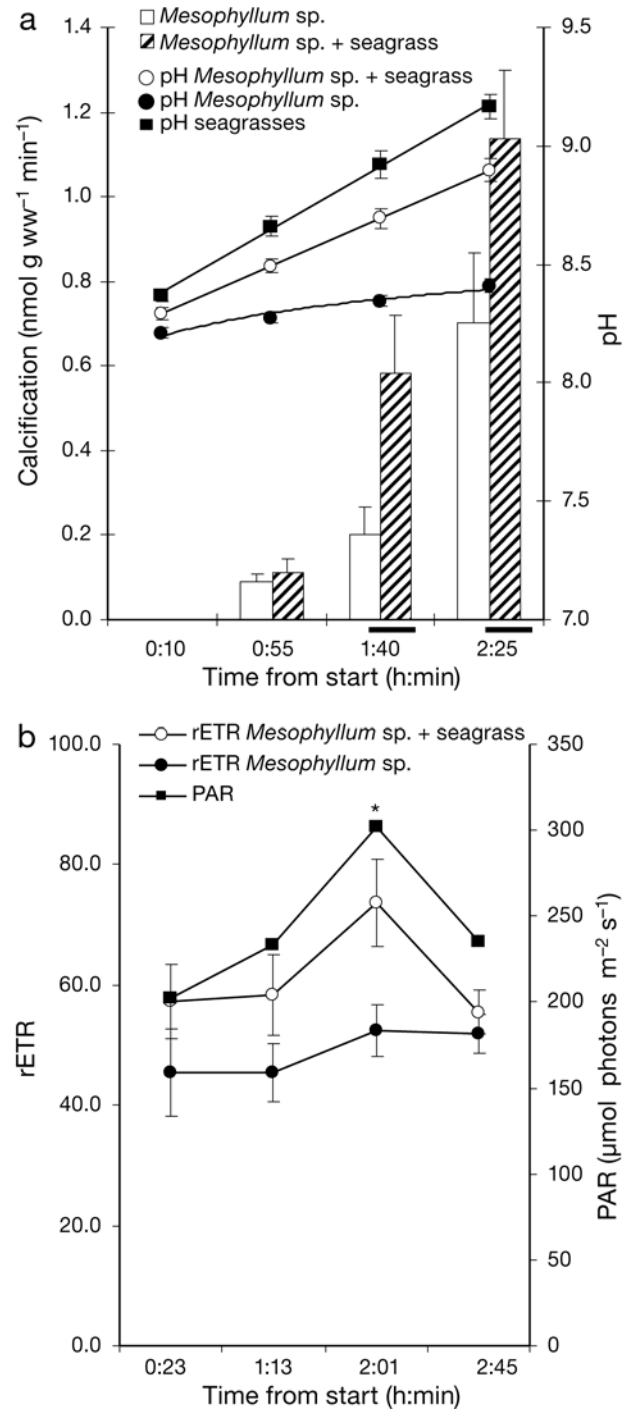 a
Mesophyllum sp.
Mesophyllum sp. + seagrass
pH Mesophyllum sp. + seagrass
pH Mesophyllum sp.
pH seagrasses
Calcification (nmol g ww⁻¹ min⁻¹)
1.4
1.2
1.0
0.8
0.6
0.4
0.2
0.0
9.5
9.0
8.5
8.0
7.5
7.0
pH
0:10 0:55 1:40 2:25
Time from start (h:min)
b
rETR Mesophyllum sp. + seagrass
rETR Mesophyllum sp.
PAR
*
rETR
100.0
80.0
60.0
40.0
20.0
0.0
350
300
250
200
150
100
50
0
PAR (µmol photons m⁻² s⁻¹)
0:23 1:13 2:01 2:45
Time from start (h:min)